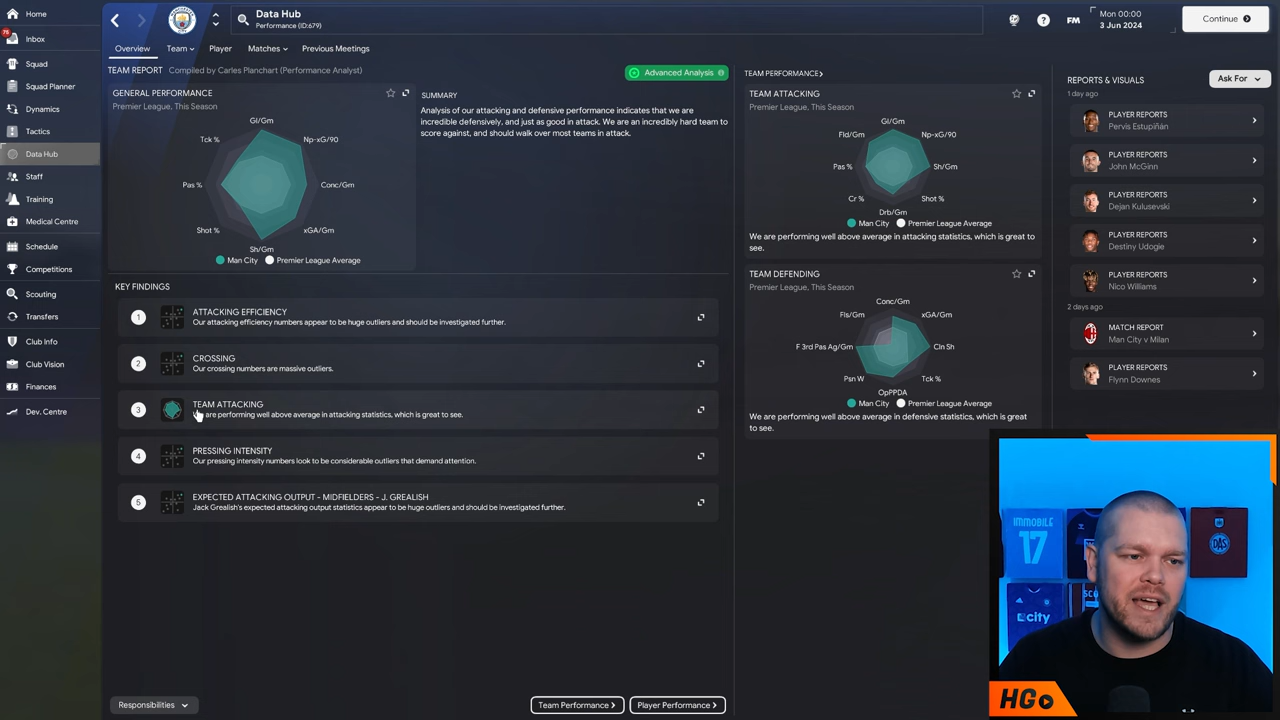 Home
Inbox
75
Squad
Squad Planner
Dynamics
Tactics
Data Hub
Staff
Training
Medical Centre
Schedule
Competitions
Scouting
Transfers
Club Info
Club Vision
Finances
Dev. Centre
Data Hub
Performance (ID:679)
FM
Mon 00:00
3 Jun 2024
Continue
Overview
Team
Player
Matches
Previous Meetings
TEAM REPORT Compiled by Carles Planchart (Performance Analyst)
Advanced Analysis
GENERAL PERFORMANCE
Premier League, This Season
Gl/Gm
Tck %
Np-xG/90
Pas %
Conc/Gm
Shot %
xGA/Gm
Sh/Gm
Man City
Premier League Average
SUMMARY
Analysis of our attacking and defensive performance indicates that we are
incredible defensively, and just as good in attack. We are an incredibly hard team to
score against, and should walk over most teams in attack.
KEY FINDINGS
1
ATTACKING EFFICIENCY
Our attacking efficiency numbers appear to be huge outliers and should be investigated further.
2
CROSSING
Our crossing numbers are massive outliers.
3
TEAM ATTACKING
are performing well above average in attacking statistics, which is great to see.
4
PRESSING INTENSITY
Our pressing intensity numbers look to be considerable outliers that demand attention.
5
EXPECTED ATTACKING OUTPUT - MIDFIELDERS - J. GREALISH
Jack Grealish's expected attacking output statistics appear to be huge outliers and should be investigated further.
Responsibilities
Team Performance
Player Performance
TEAM PERFORMANCE
TEAM ATTACKING
Premier League, This Season
Gl/Gm
Fld/Gm
Np-xG/90
Pas %
Sh/Gm
Cr %
Shot %
Drb/Gm
Man City
Premier League Average
We are performing well above average in attacking statistics, which is great to
see.
TEAM DEFENDING
Premier League, This Season
Conc/Gm
Fls/Gm
xGA/Gm
F 3rd Pas Ag/Gm
Cln Sh
Psn W
Tck %
OpPPDA
Man City
Premier League Average
We are performing well above average in defensive statistics, which is great to
see.
REPORTS & VISUALS
Ask For
1 day ago
PLAYER REPORTS
Pervis Estupiñán
PLAYER REPORTS
John McGinn
PLAYER REPORTS
Dejan Kulusevski
PLAYER REPORTS
Destiny Udogie
PLAYER REPORTS
Nico Williams
2 days ago
MATCH REPORT
Man City v Milan
PLAYER REPORTS
Flynn Downes
IMMOBILE
17
DAS
city
HG